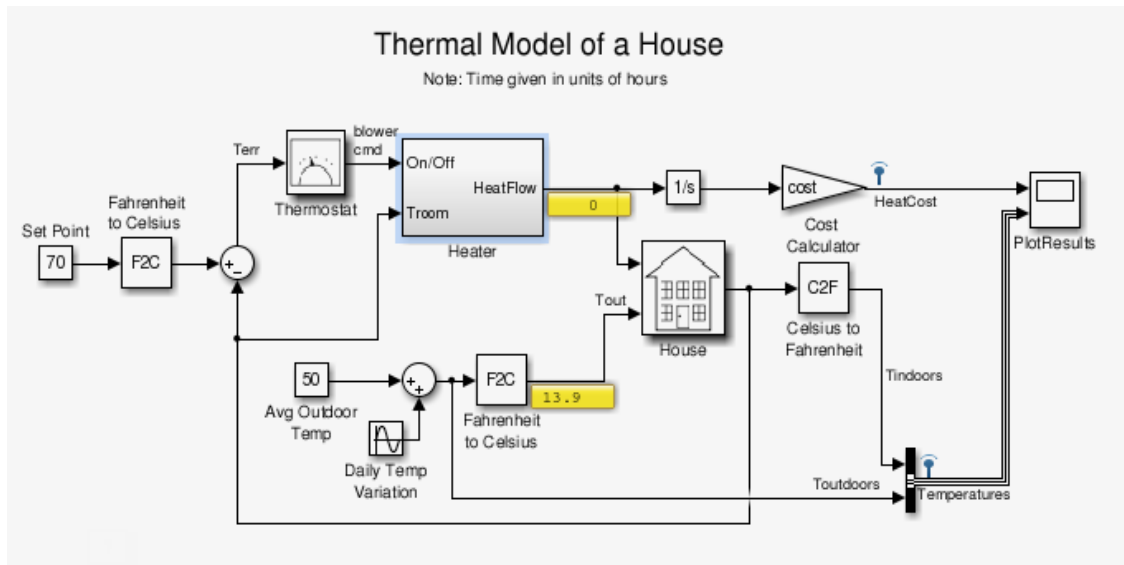 Thermal Model of a House
Note: Time given in units of hours
blower
cmd
Terr
On/Off
HeatFlow
Troom
Heater
Thermostat
0
1/s
cost
HeatCost
Cost
Calculator
PlotResults
Fahrenheit
to Celsius
Set Point
70
F2C
+
-
Tout
House
C2F
Celsius to
Fahrenheit
Tindoors
50
Avg Outdoor
Temp
+
+
F2C
13.9
Fahrenheit
to Celsius
Daily Temp
Variation
Toutdoors
Temperatures